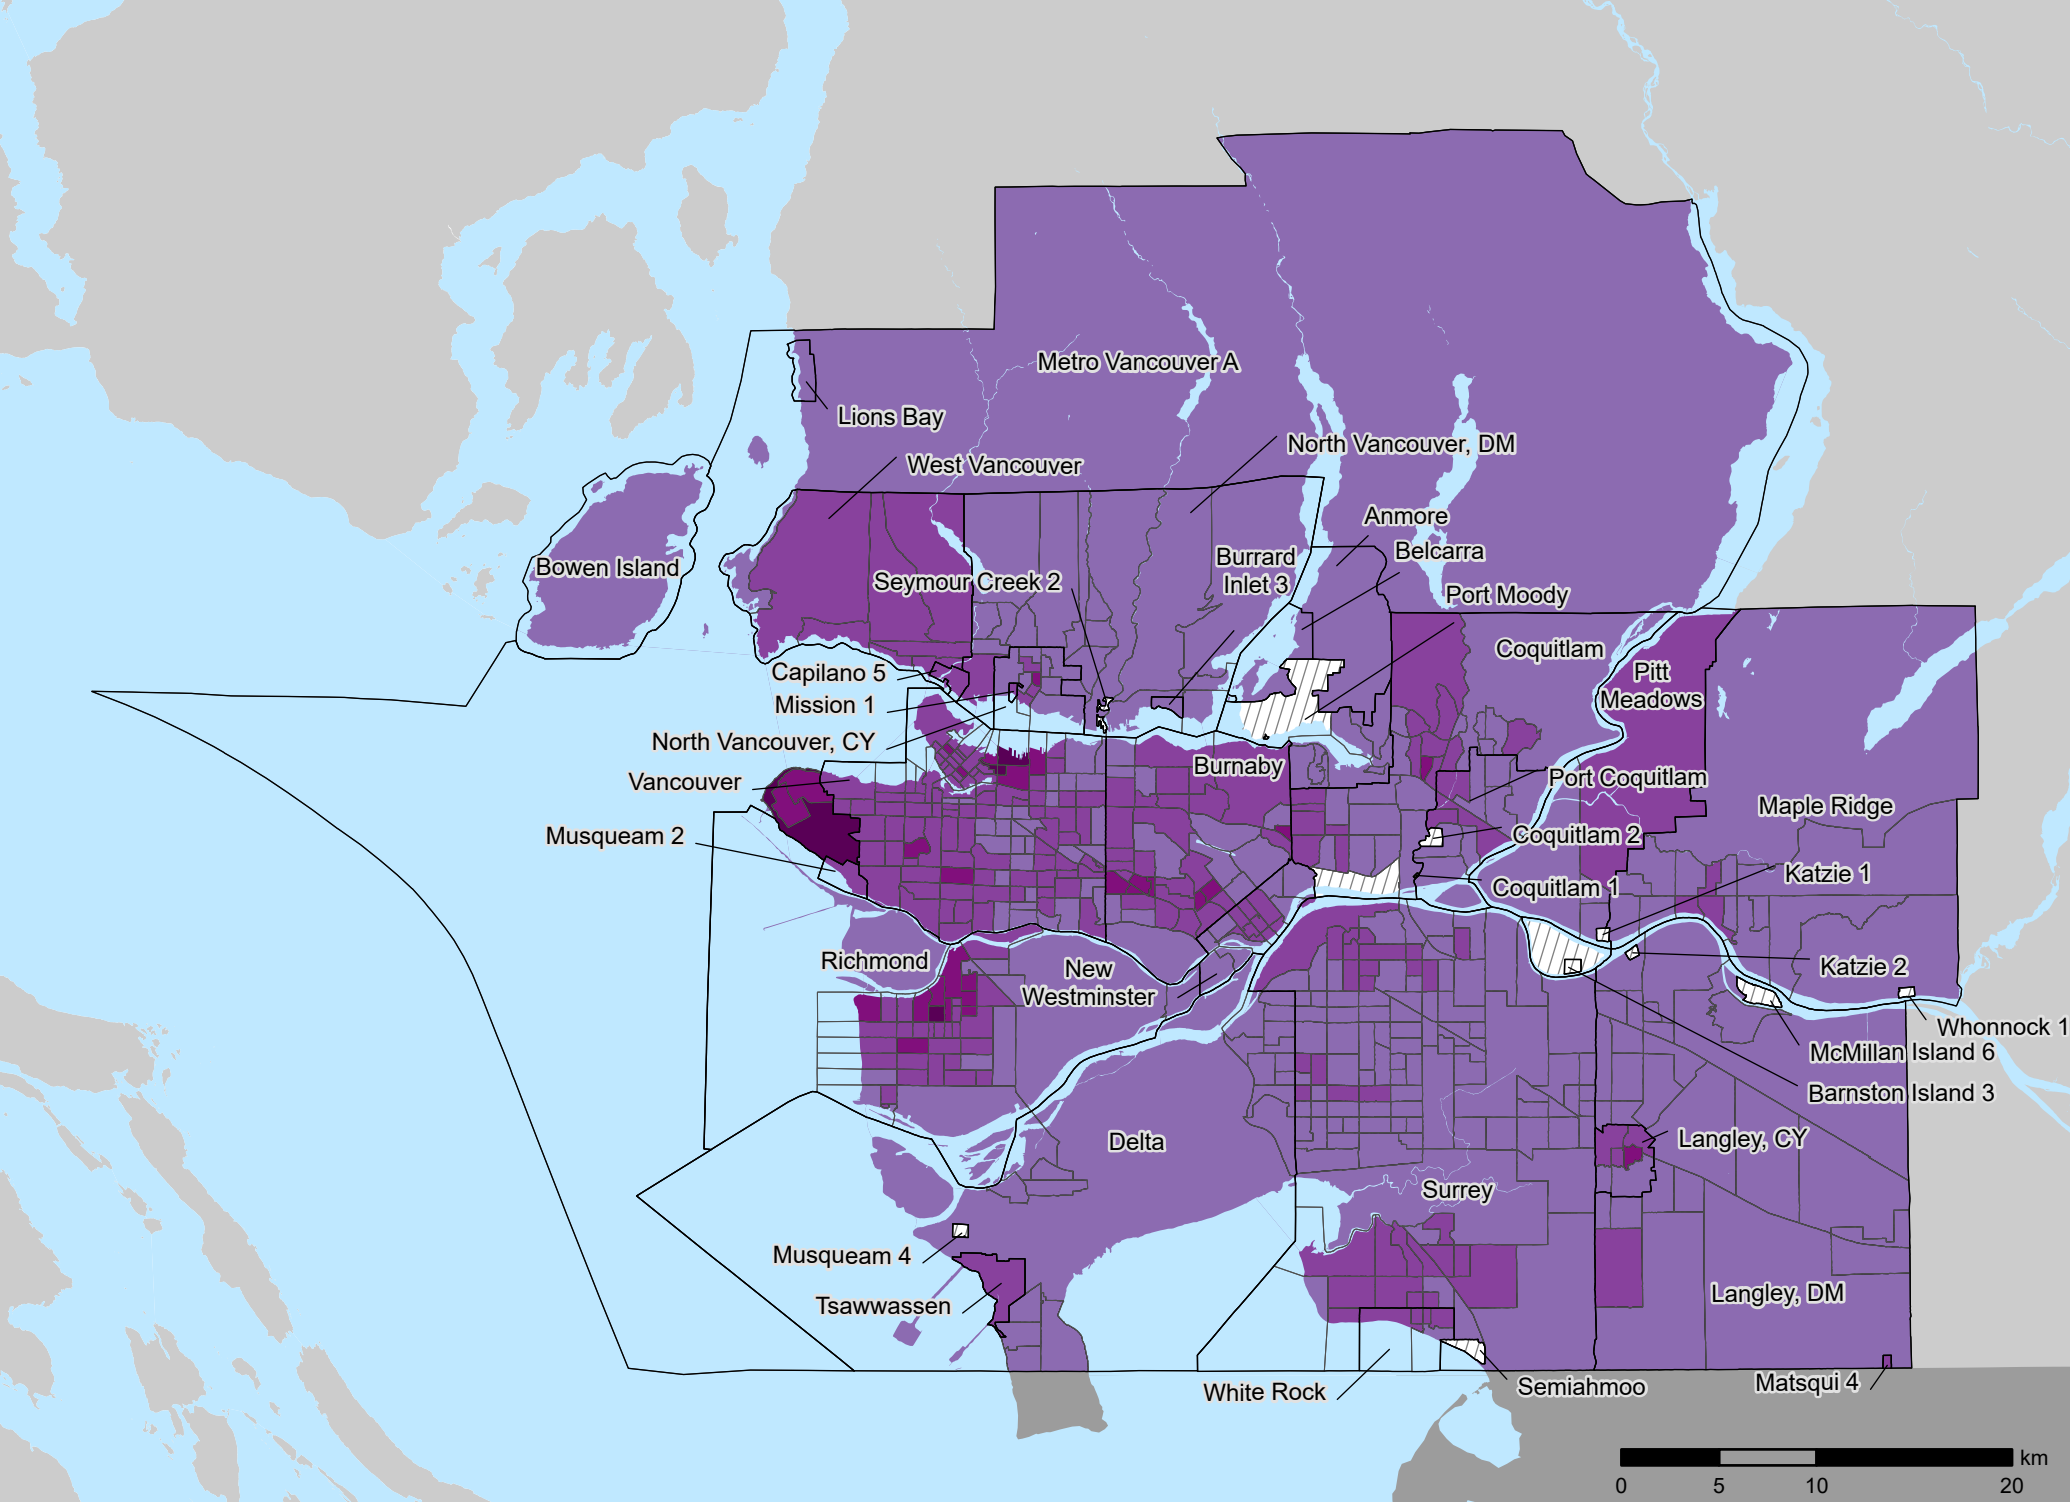 Metro Vancouver A
Lions Bay
North Vancouver, DM
West Vancouver
Anmore
Belcarra
Burrard
Inlet 3
Bowen Island
Seymour Creek 2
Port Moody
Coquitlam
Pitt
Meadows
Capilano 5
Mission 1
North Vancouver, CY
Vancouver
Burnaby
Port Coquitlam
Maple Ridge
Musqueam 2
Coquitlam 2
Katzie 1
Coquitlam 1
Richmond
New
Westminster
Katzie 2
Whonnock 1
McMillan Island 6
Barnston Island 3
Delta
Langley, CY
Surrey
Musqueam 4
Tsawwassen
Langley, DM
White Rock
Semiahmoo
Matsqui 4
km
0 5 10 20